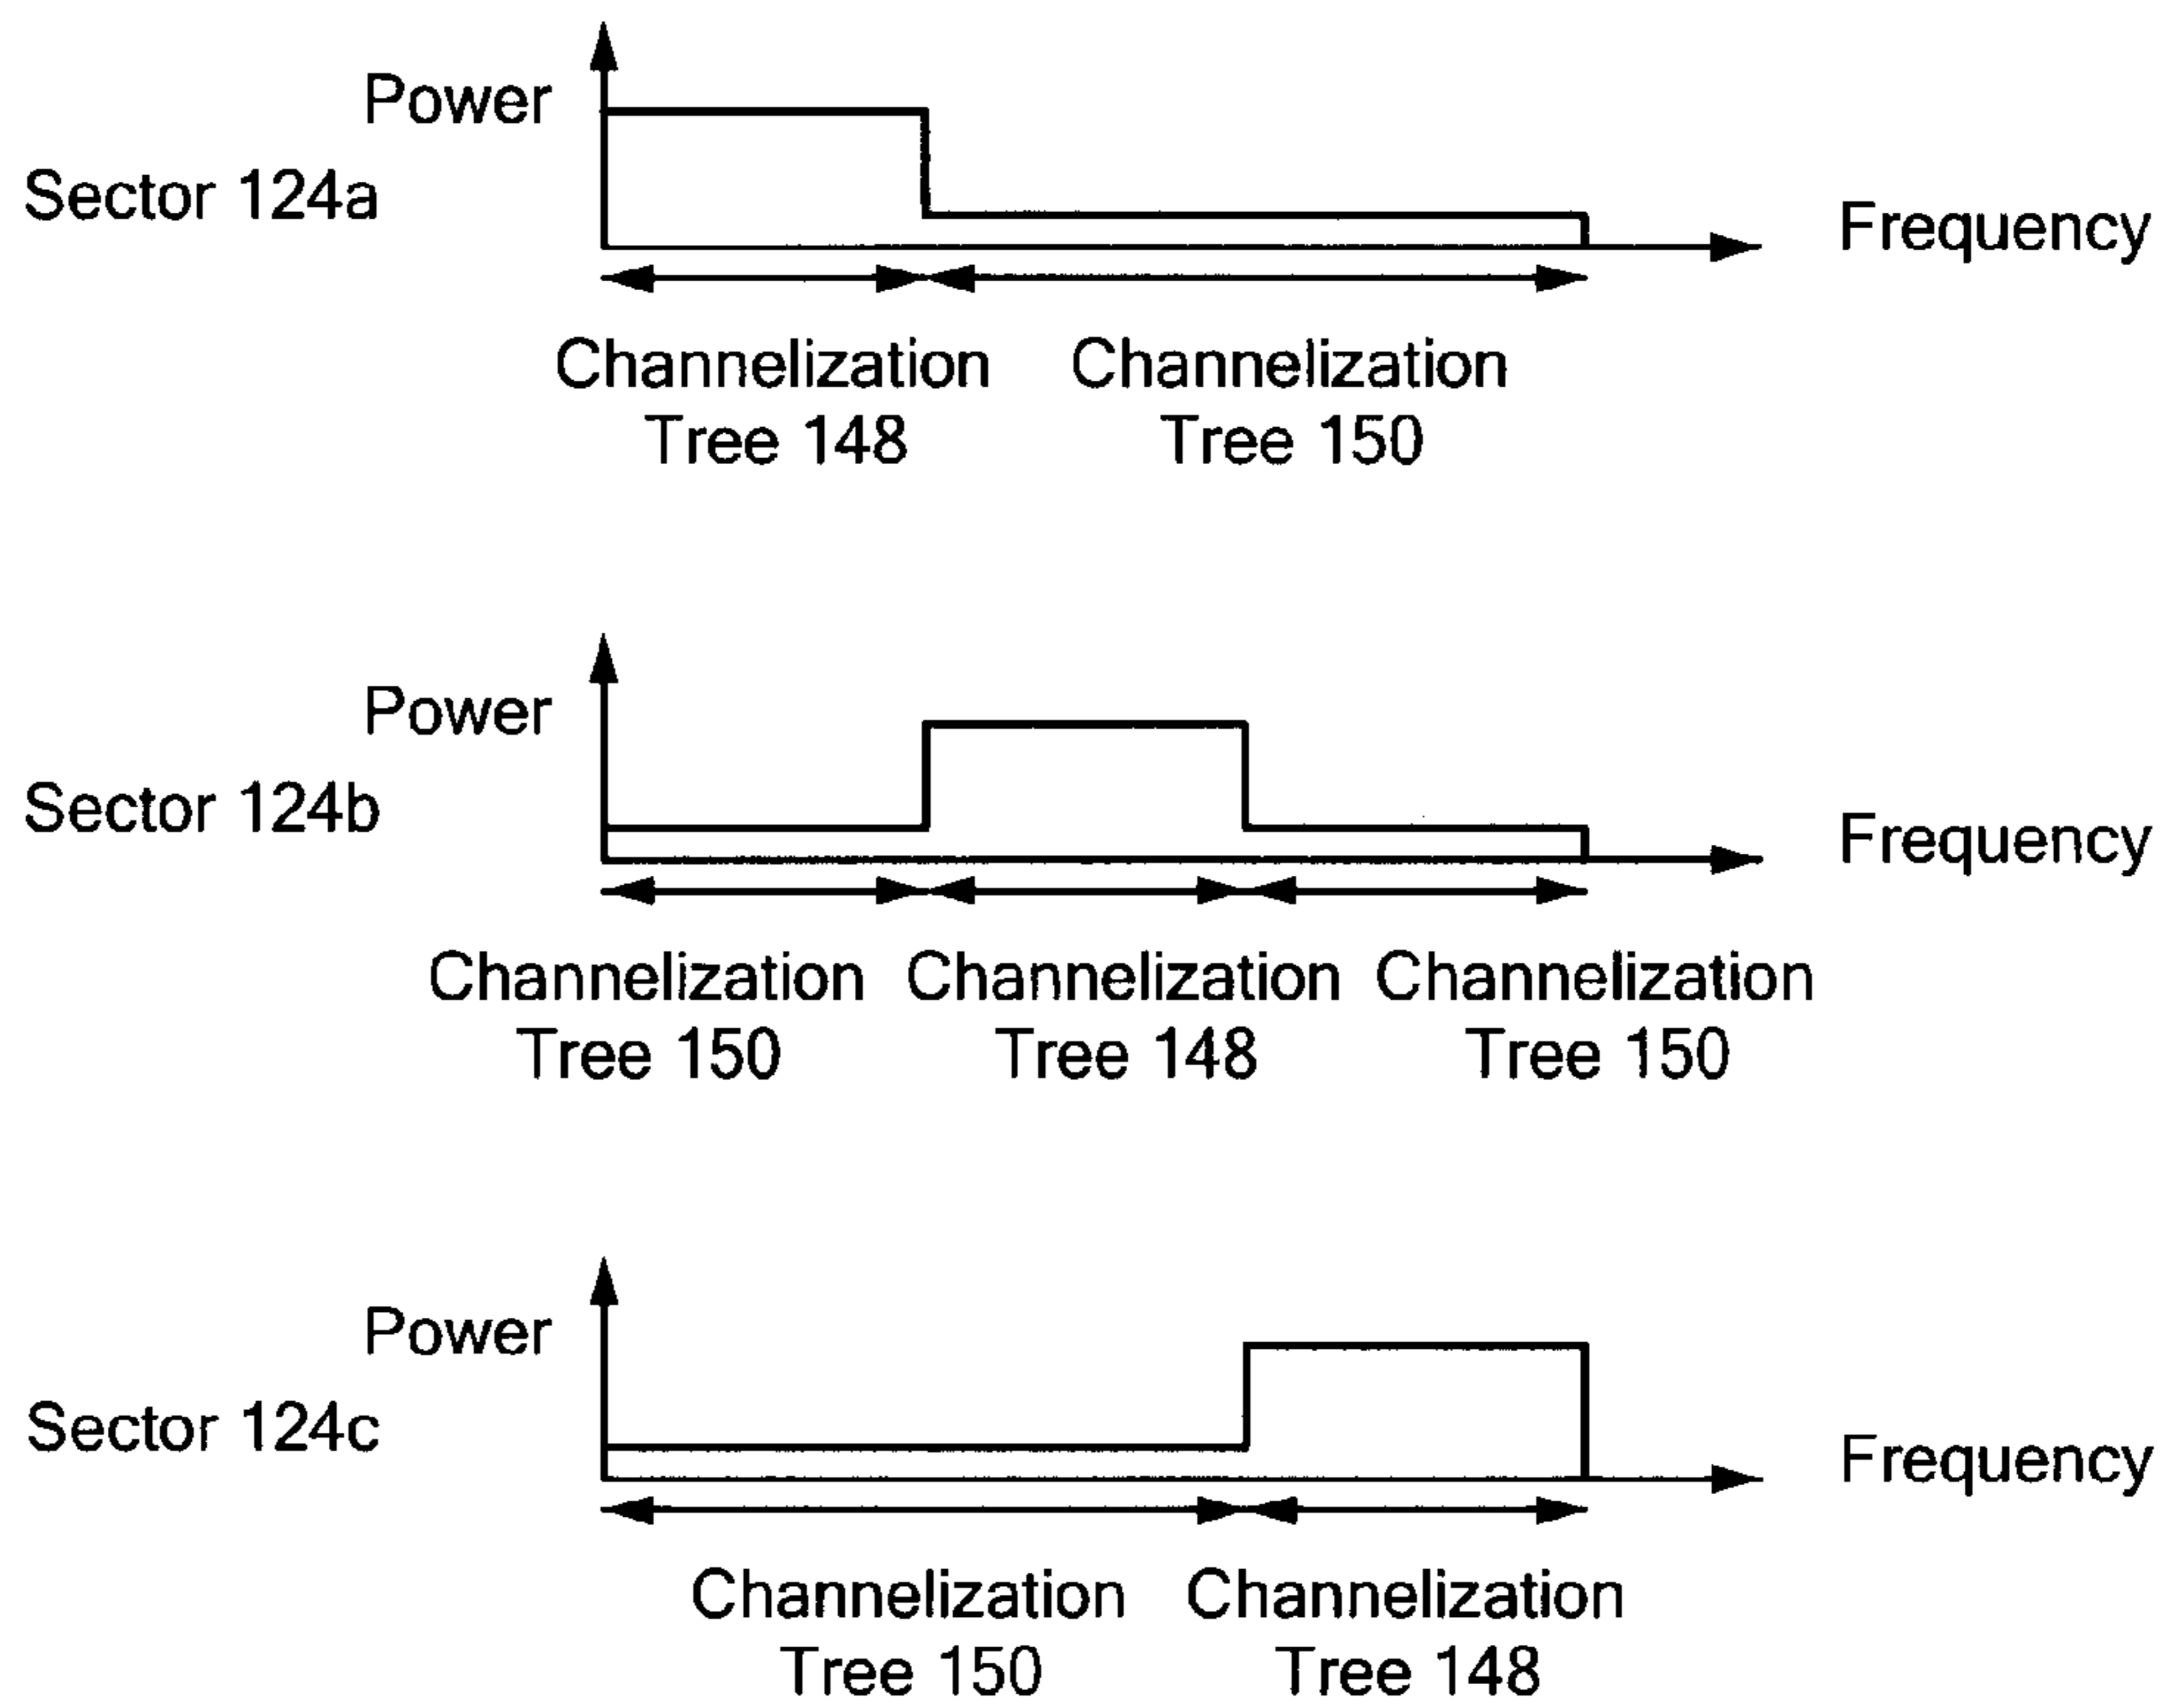 Power
Sector 124a
Frequency
Channelization Channelization
Tree 148 Tree 150
Power
Sector 124b
Frequency
Channelization Channelization Channelization
Tree 150 Tree 148 Tree 150
Power
Sector 124c
Frequency
Channelization Channelization
Tree 150 Tree 148